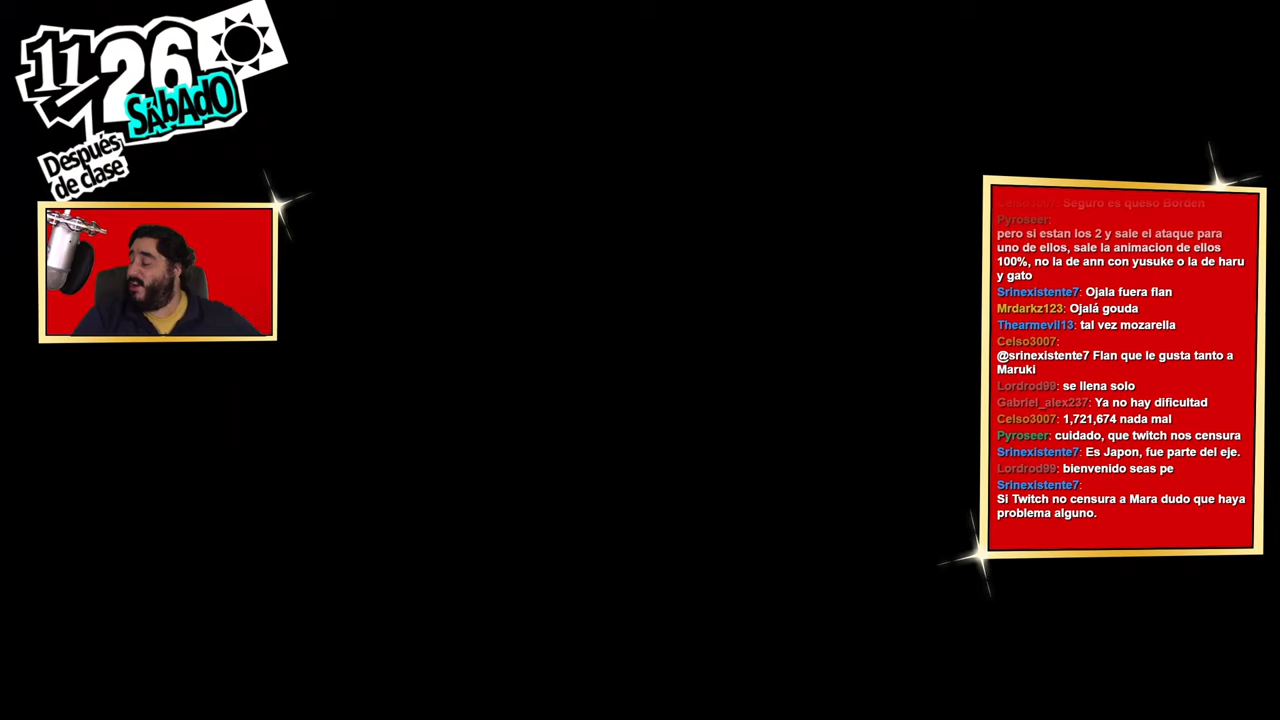 11/26
Sábado
Después
de clase
Celso3007: Seguro es queso Borden
Pyroseer:
pero si estan los 2 y sale el ataque para
uno de ellos, sale la animacion de ellos
100%, no la de ann con yusuke o la de haru
y gato
Srinexistente7: Ojala fuera flan
Mrdarkz123: Ojalá gouda
Thearmevil13: tal vez mozarella
Celso3007:
@srinexistente7 Flan que le gusta tanto a
Maruki
Lordrod99: se llena solo
Gabriel_alex237: Ya no hay dificultad
Celso3007: 1,721,674 nada mal
Pyroseer: cuidado, que twitch nos censura
Srinexistente7: Es Japon, fue parte del eje.
Lordrod99: bienvenido seas pe
Srinexistente7:
Si Twitch no censura a Mara dudo que haya
problema alguno.